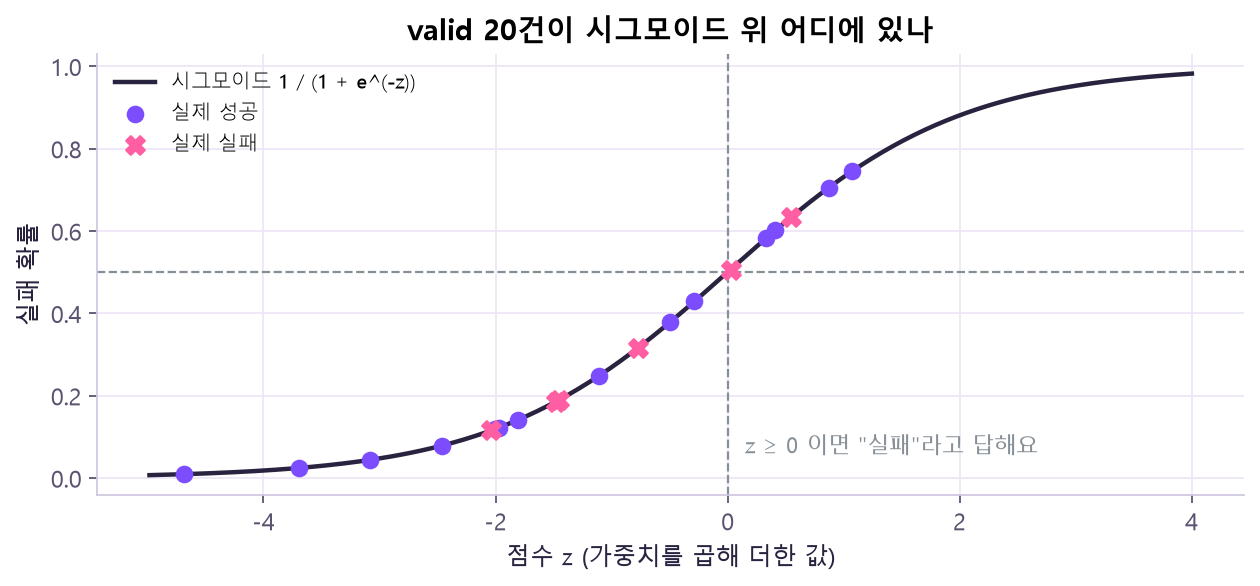 valid 20건이 시그모이드 위 어디에 있나
시그모이드 1 / (1 + e^(-z))
실제 성공
실제 실패
실패 확률
1.0
0.8
0.6
0.4
0.2
0.0
z ≥ 0 이면 "실패"라고 답해요
-4
-2
0
2
4
점수 z (가중치를 곱해 더한 값)